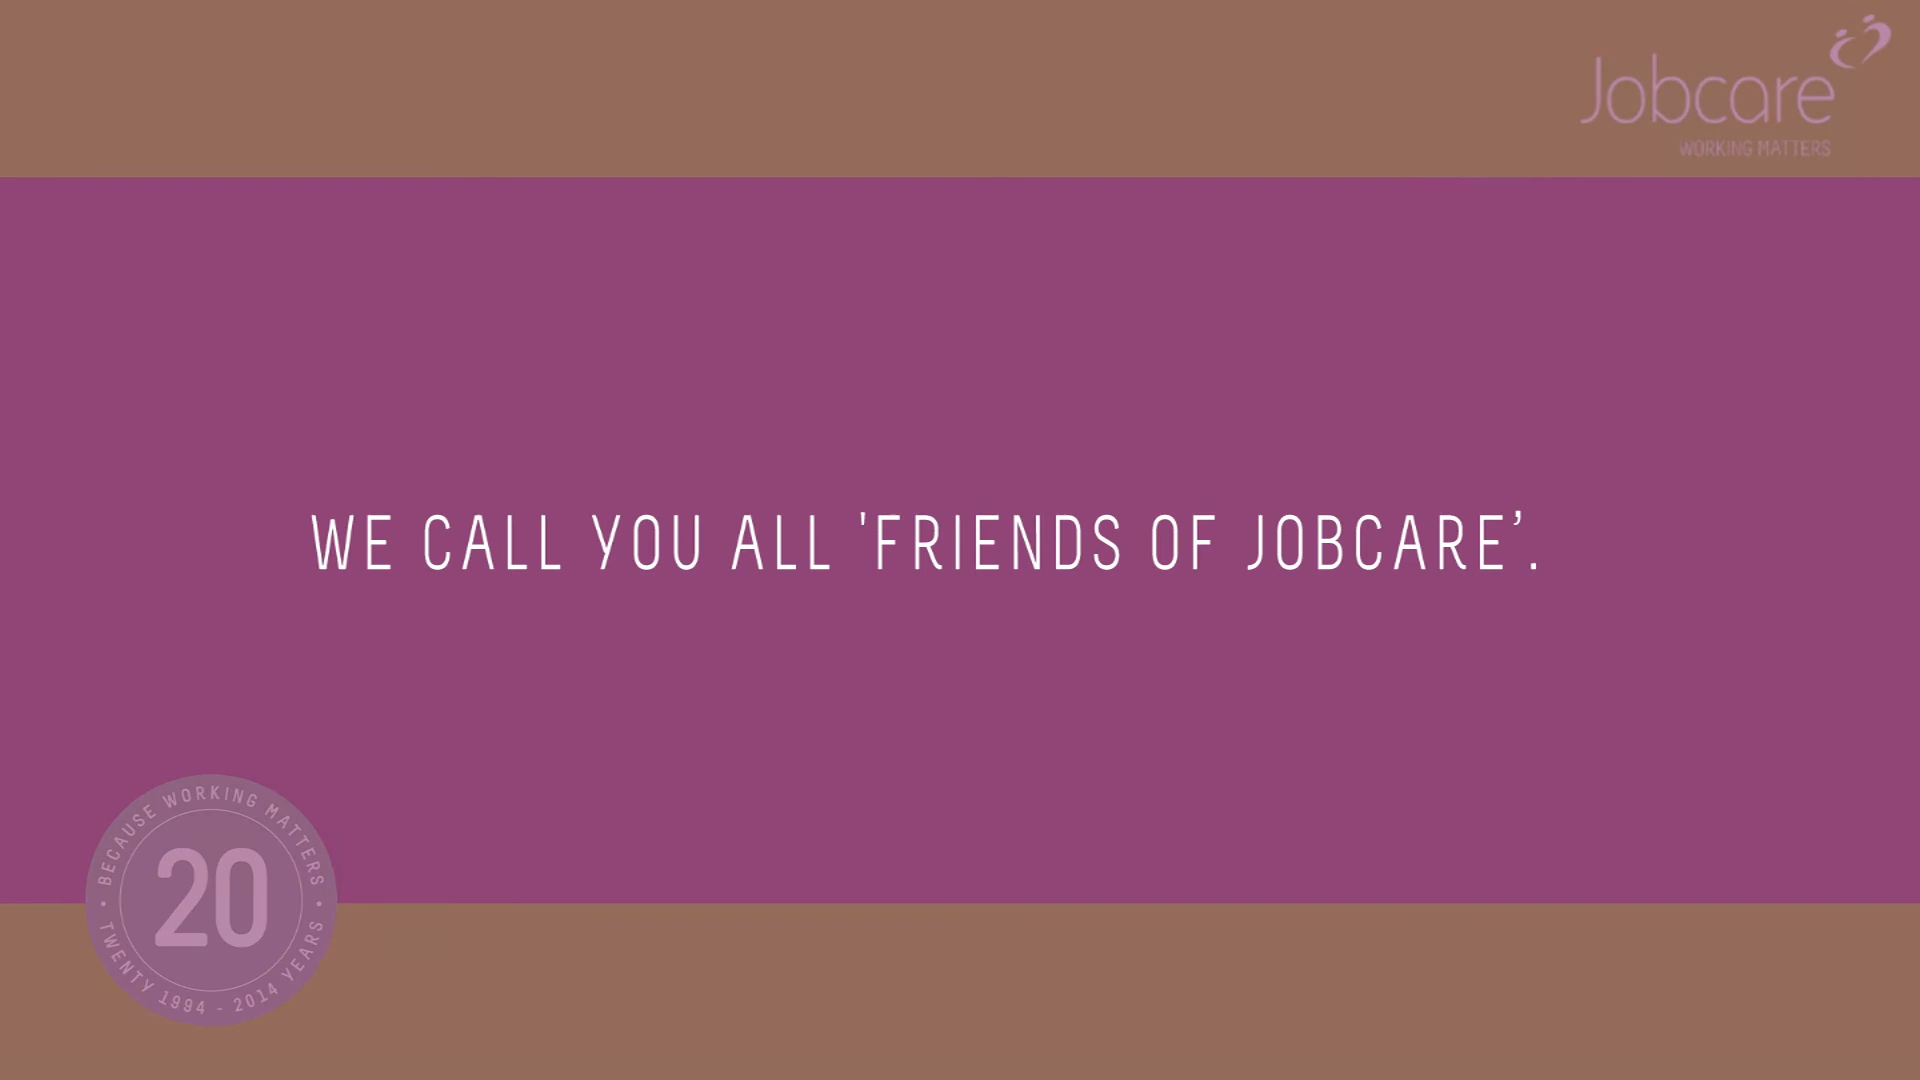 Jobcare
WORKING MATTERS
WE CALL YOU ALL 'FRIENDS OF JOBCARE’.
• BECAUSE WORKING MATTERS •
20
TWENTY 1994 - 2014 YEARS